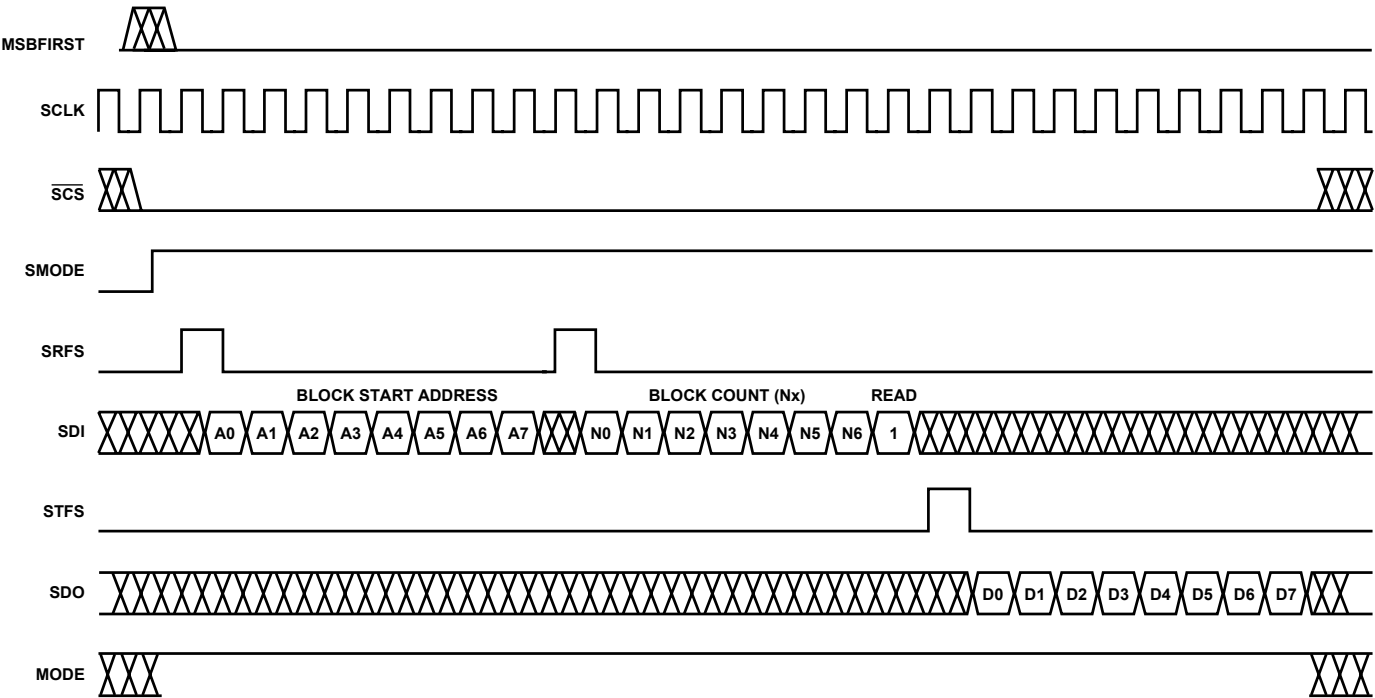 MSBFIRST
SCLK
SCS
SMODE
SRFS
BLOCK START ADDRESS BLOCK COUNT (Nx) READ
SDI A0 A1 A2 A3 A4 A5 A6 A7 N0 N1 N2 N3 N4 N5 N6 1
STFS
SDO D0 D1 D2 D3 D4 D5 D6 D7
MODE